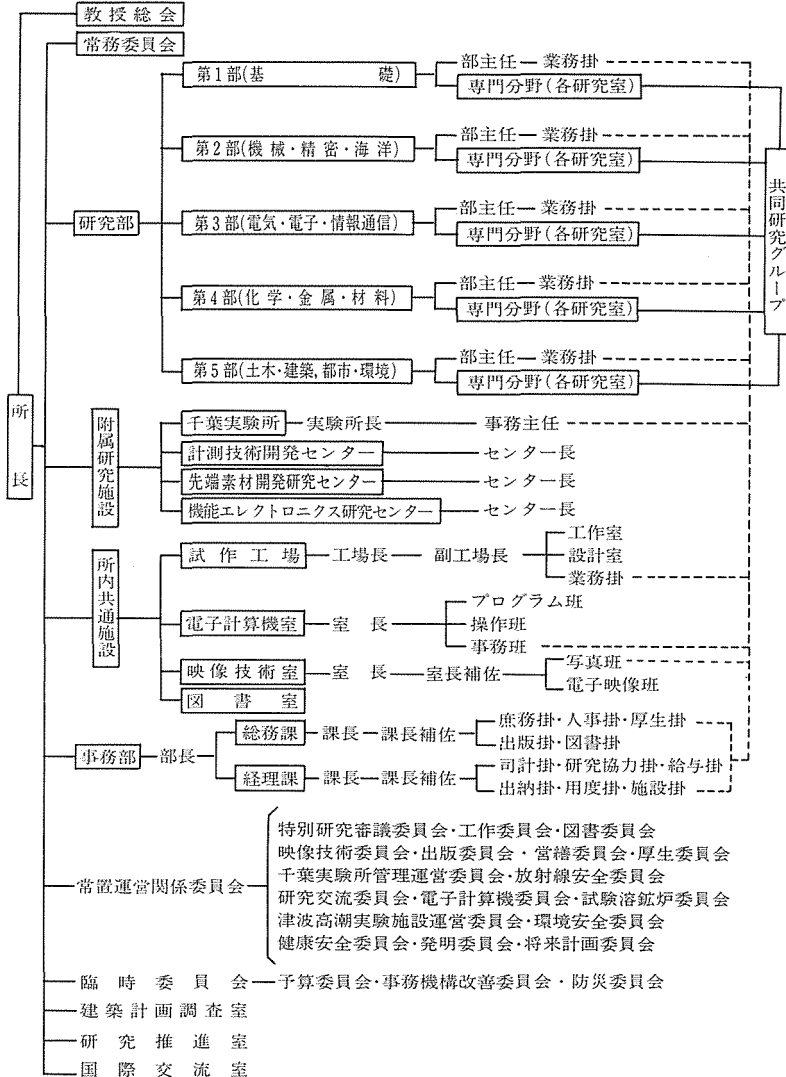 教授総会
常務委員会
第1部(基礎)
部主任 業務掛
専門分野(各研究室)
第2部(機械・精密・海洋)
部主任 業務掛
専門分野(各研究室)
共同研究グループ
研究部
第3部(電気・電子・情報通信)
部主任 業務掛
専門分野(各研究室)
第4部(化学・金属・材料)
部主任 業務掛
専門分野(各研究室)
第5部(土木・建築,都市・環境)
部主任 業務掛
専門分野(各研究室)
所長
附属研究施設
千葉実験所 実験所長 事務主任
計測技術開発センター センター長
先端素材開発研究センター センター長
機能エレクトロニクス研究センター センター長
所内共通施設
試作工場 工場長 副工場長
工作室
設計室
業務掛
電子計算機室 室長
プログラム班
操作班
事務班
映像技術室 室長 室長補佐
写真班
電子映像班
図書室
事務部 部長
総務課 課長 課長補佐
庶務掛・人事掛・厚生掛
出版掛・図書掛
経理課 課長 課長補佐
司計掛・研究協力掛・給与掛
出納掛・用度掛・施設掛
常置運営関係委員会
特別研究審議委員会・工作委員会・図書委員会
映像技術委員会・出版委員会・営繕委員会・厚生委員会
千葉実験所管理運営委員会・放射線安全委員会
研究交流委員会・電子計算機委員会・試験溶鉱炉委員会
津波高潮実験施設運営委員会・環境安全委員会
健康安全委員会・発明委員会・将来計画委員会
臨時委員会 予算委員会・事務機構改善委員会・防災委員会
建築計画調査室
研究推進室
国際交流室